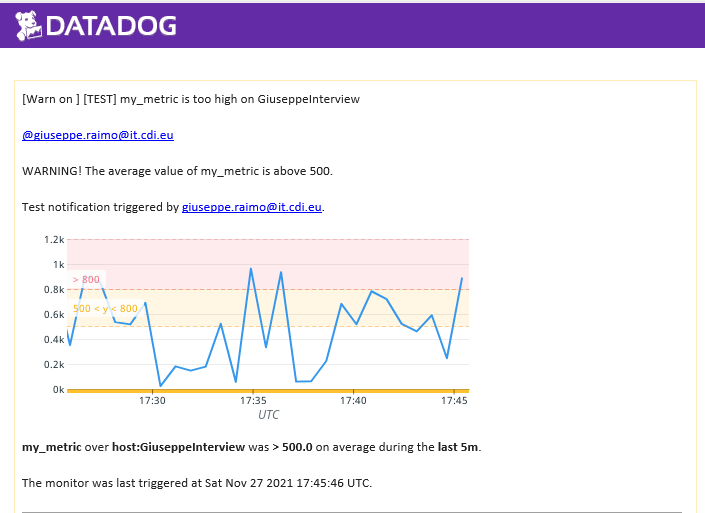 DATADOG
[Warn on ] [TEST] my_metric is too high on GiuseppeInterview
@giuseppe.raimo@it.cdi.eu
WARNING! The average value of my_metric is above 500.
Test notification triggered by giuseppe.raimo@it.cdi.eu.
1.2k
1k
> 800
0.8k
500 < y < 800
0.6k
0.4k
0.2k
0k
17:30 17:35 17:40 17:45
UTC
my_metric over host:GiuseppeInterview was > 500.0 on average during the last 5m.
The monitor was last triggered at Sat Nov 27 2021 17:45:46 UTC.